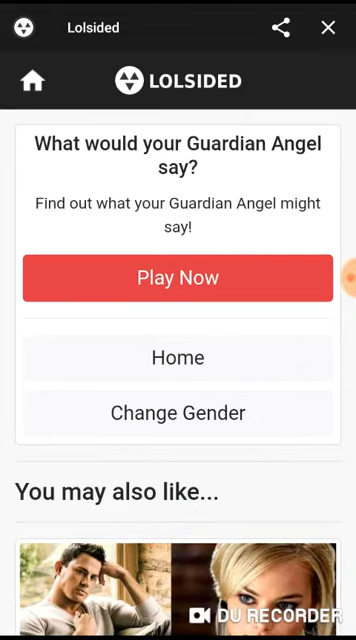 Lolsided
LOLSIDED
What would your Guardian Angel
say?
Find out what your Guardian Angel might
say!
Play Now
Home
Change Gender
You may also like...
DU RECORDER